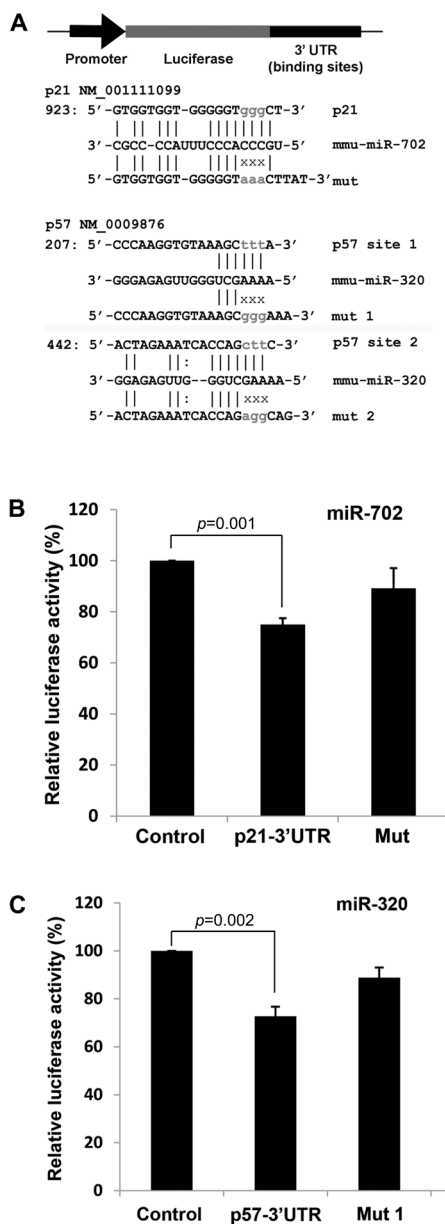 A
Promoter
Luciferase
3' UTR
(binding sites)
p21 NM_001111099
923: 5'-GTGGTGGT-GGGGGTgggCT-3' p21
| || ||| ||||||||
3'-CGCC-CCAUUUCCCACCCGU-5' mmu-miR-702
| || ||| |||||xxx|
5'-GTGGTGGT-GGGGGTaaaCTTAT-3' mut
p57 NM_0009876
207: 5'-CCCAAGGTGTAAAGCtttA-3' p57 site 1
||||||
3'-GGGAGAGUUGGGUCGAAAA-5' mmu-miR-320
|||xxx
5'-CCCAAGGTGTAAAGCgggAAA-3' mut 1
442: 5'-ACTAGAAATCACCAGcttC-3' p57 site 2
|| ||: |||||||
3'-GGAGAGUUG--GGUCGAAAA-5' mmu-miR-320
|| ||: ||||xxx
5'-ACTAGAAATCACCAGaggCAG-3' mut 2
B
miR-702
p=0.001
Relative luciferase activity (%)
120
100
80
60
40
20
0
Control
p21-3'UTR
Mut
C
miR-320
p=0.002
Relative luciferase activity (%)
120
100
80
60
40
20
0
Control
p57-3'UTR
Mut 1